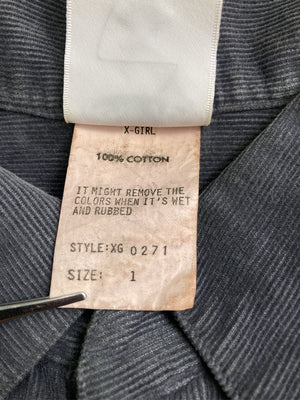 X-GIRL
100% COTTON
IT MIGHT REMOVE THE
COLORS WHEN IT'S WET
AND RUBBED
STYLE:XG 0271
SIZE: 1